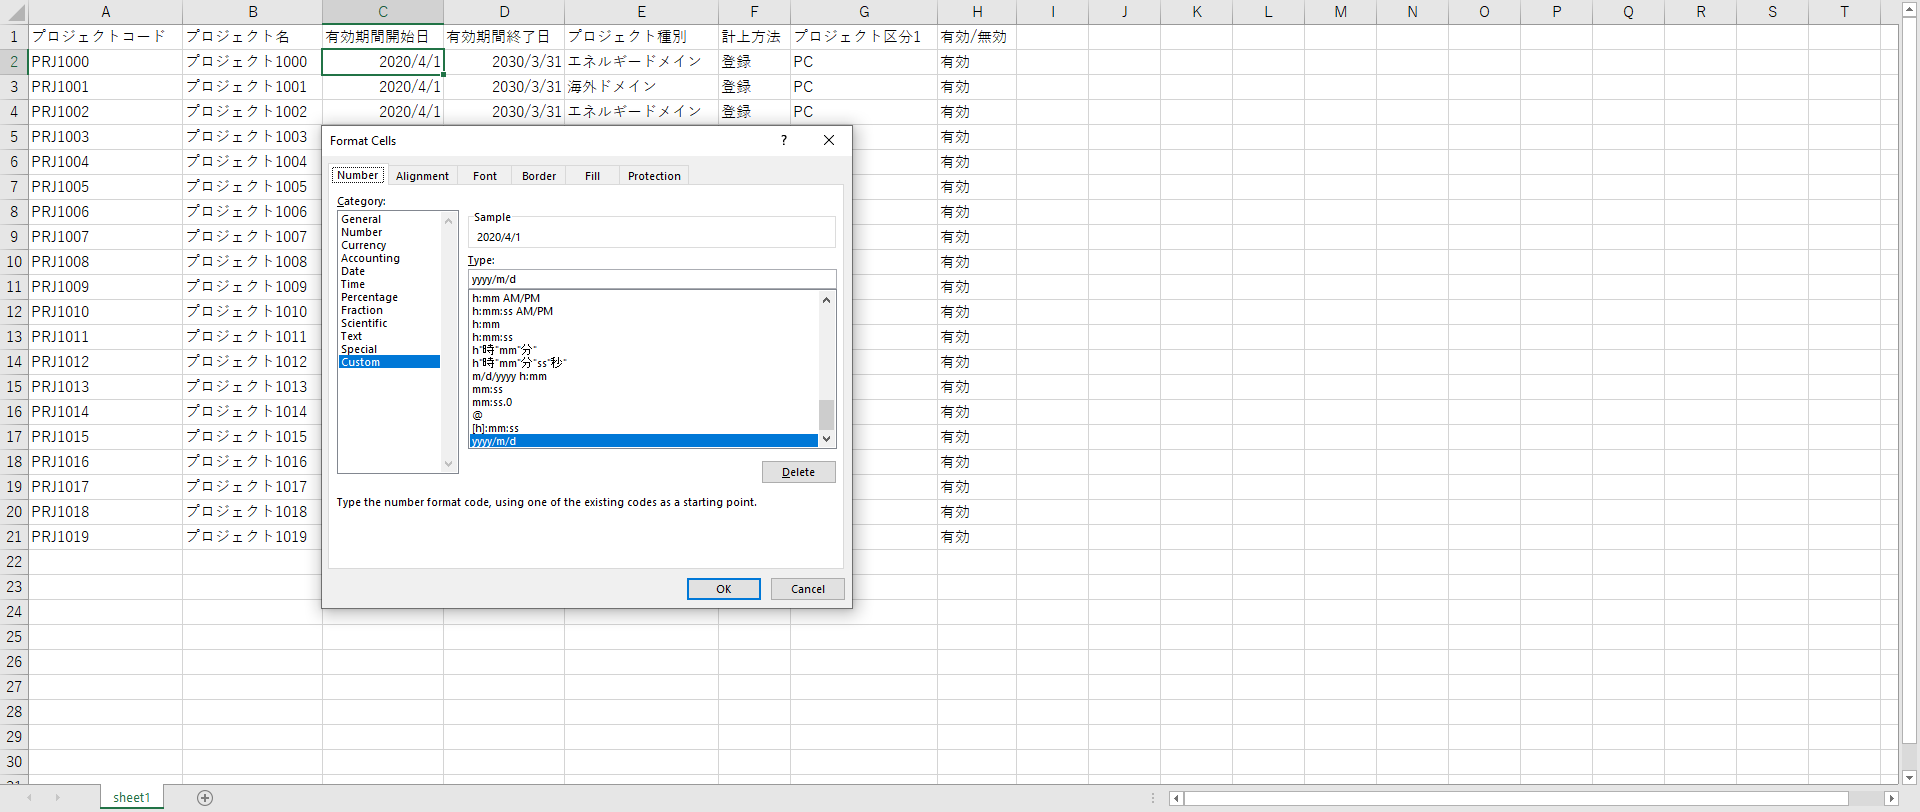 A B C D E F G H I J K L M N O P Q R S T
1 プロジェクトコード プロジェクト名 有効期間開始日 有効期間終了日 プロジェクト種別 計上方法 プロジェクト区分1 有効/無効
2 PRJ1000 プロジェクト1000 2020/4/1 2030/3/31 エネルギードメイン 登録 PC 有効
3 PRJ1001 プロジェクト1001 2020/4/1 2030/3/31 海外ドメイン 登録 PC 有効
4 PRJ1002 プロジェクト1002 2020/4/1 2030/3/31 エネルギードメイン 登録 PC 有効
5 PRJ1003 プロジェクト1003 有効
6 PRJ1004 プロジェクト1004 有効
7 PRJ1005 プロジェクト1005 有効
8 PRJ1006 プロジェクト1006 有効
9 PRJ1007 プロジェクト1007 有効
10 PRJ1008 プロジェクト1008 有効
11 PRJ1009 プロジェクト1009 有効
12 PRJ1010 プロジェクト1010 有効
13 PRJ1011 プロジェクト1011 有効
14 PRJ1012 プロジェクト1012 有効
15 PRJ1013 プロジェクト1013 有効
16 PRJ1014 プロジェクト1014 有効
17 PRJ1015 プロジェクト1015 有効
18 PRJ1016 プロジェクト1016 有効
19 PRJ1017 プロジェクト1017 有効
20 PRJ1018 プロジェクト1018 有効
21 PRJ1019 プロジェクト1019 有効
22
23
24
25
26
27
28
29
30
Format Cells ?
Number Alignment Font Border Fill Protection
Category:
General
Number
Currency
Accounting
Date
Time
Percentage
Fraction
Scientific
Text
Special
Custom
Sample
2020/4/1
Type:
yyyy/m/d
h:mm AM/PM
h:mm:ss AM/PM
h:mm
h:mm:ss
h"時"mm"分"
h"時"mm"分"ss"秒"
m/d/yyyy h:mm
mm:ss
mm:ss.0
@
[h]:mm:ss
yyyy/m/d
Delete
Type the number format code, using one of the existing codes as a starting point.
OK Cancel
sheet1